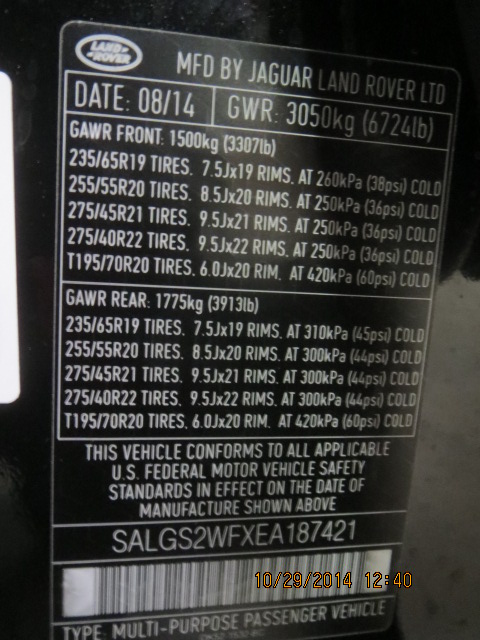 LAND
ROVER
MFD BY JAGUAR LAND ROVER LTD
DATE: 08/14 GWR: 3050kg (6724lb)
GAWR FRONT: 1500kg (3307lb)
235/65R19 TIRES. 7.5Jx19 RIMS. AT 260kPa (38psi) COLD
255/55R20 TIRES. 8.5Jx20 RIMS. AT 250kPa (36psi) COLD
275/45R21 TIRES. 9.5Jx21 RIMS. AT 250kPa (36psi) COLD
275/40R22 TIRES. 9.5Jx22 RIMS. AT 250kPa (36psi) COLD
T195/70R20 TIRES. 6.0Jx20 RIM. AT 420kPa (60psi) COLD
GAWR REAR: 1775kg (3913lb)
235/65R19 TIRES. 7.5Jx19 RIMS. AT 310kPa (45psi) COLD
255/55R20 TIRES. 8.5Jx20 RIMS. AT 300kPa (44psi) COLD
275/45R21 TIRES. 9.5Jx21 RIMS. AT 300kPa (44psi) COLD
275/40R22 TIRES. 9.5Jx22 RIMS. AT 300kPa (44psi) COLD
T195/70R20 TIRES. 6.0Jx20 RIM. AT 420kPa (60psi) COLD
THIS VEHICLE CONFORMS TO ALL APPLICABLE
U.S. FEDERAL MOTOR VEHICLE SAFETY
STANDARDS IN EFFECT ON THE DATE OF
MANUFACTURE SHOWN ABOVE
SALGS2WFXEA187421
10/29/2014 12:40
TYPE: MULTI-PURPOSE PASSENGER VEHICLE